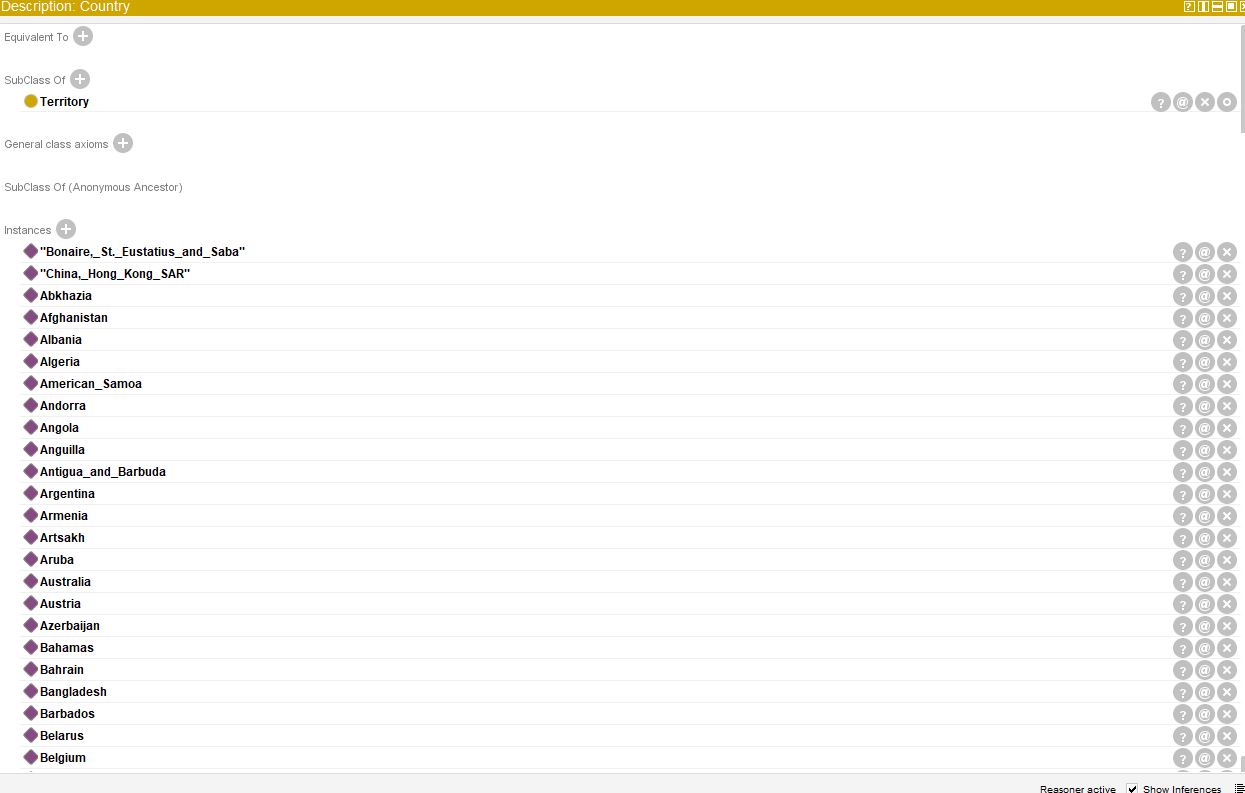 Description: Country
Equivalent To
SubClass Of
Territory
General class axioms
SubClass Of (Anonymous Ancestor)
Instances
"Bonaire,_St._Eustatius_and_Saba"
"China,_Hong_Kong_SAR"
Abkhazia
Afghanistan
Albania
Algeria
American_Samoa
Andorra
Angola
Anguilla
Antigua_and_Barbuda
Argentina
Armenia
Artsakh
Aruba
Australia
Austria
Azerbaijan
Bahamas
Bahrain
Bangladesh
Barbados
Belarus
Belgium
Reasoner active Show Inferences